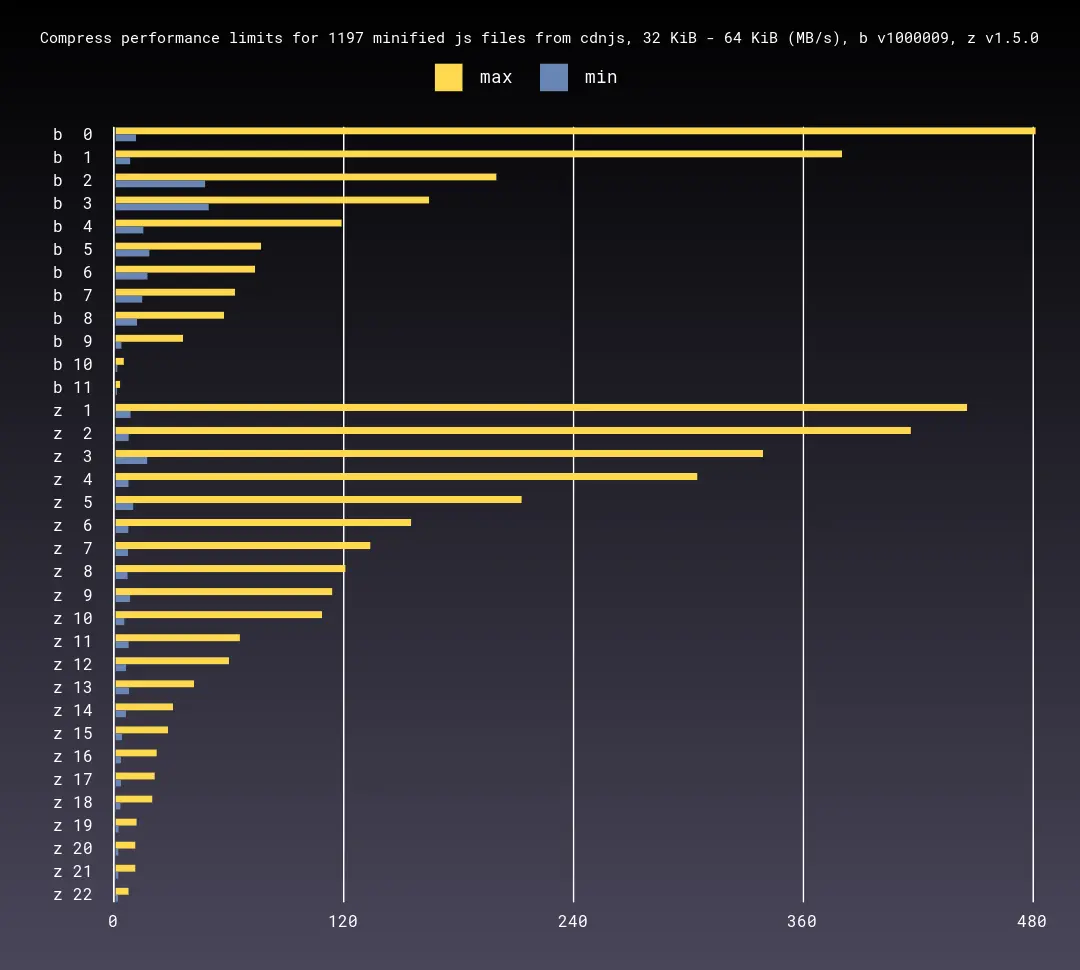 Compress performance limits for 1197 minified js files from cdnjs, 32 KiB - 64 KiB (MB/s), b v1000009, z v1.5.0
max min
b 0
b 1
b 2
b 3
b 4
b 5
b 6
b 7
b 8
b 9
b 10
b 11
z 1
z 2
z 3
z 4
z 5
z 6
z 7
z 8
z 9
z 10
z 11
z 12
z 13
z 14
z 15
z 16
z 17
z 18
z 19
z 20
z 21
z 22
0 120 240 360 480